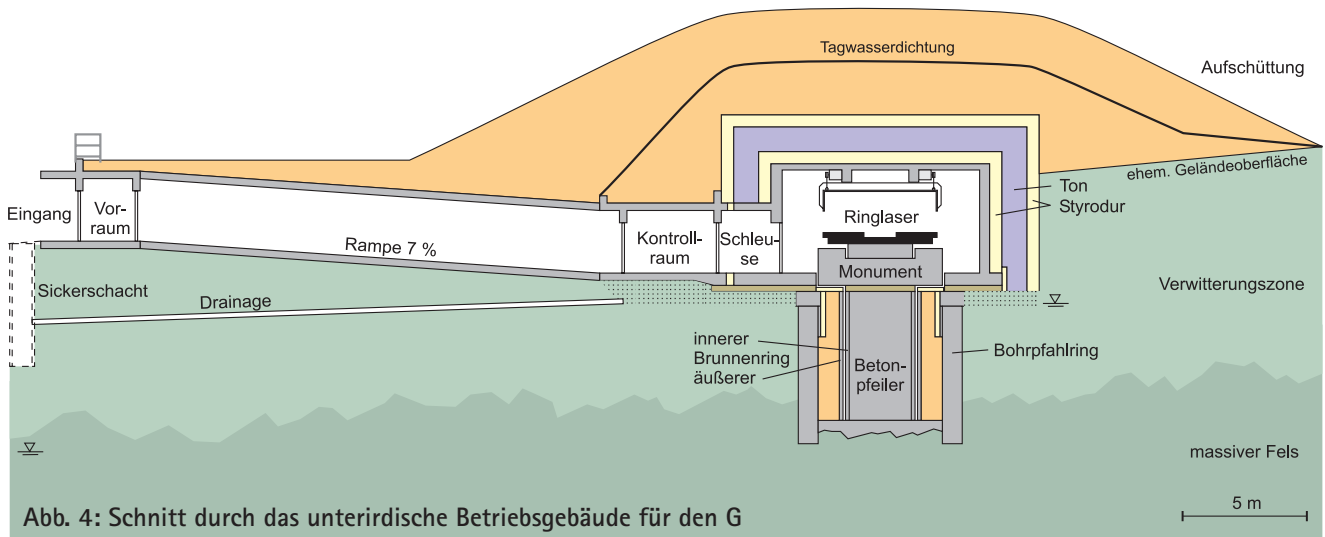 Tagwasserdichtung
Aufschüttung
ehem. Geländeoberfläche
Ton
Styrodur
Eingang
Vor-
raum
Rampe 7 %
Kontroll-
raum
Schleu-
se
Ringlaser
Monument
Sickerschacht
Drainage
Verwitterungszone
innerer
Brunnenring
äußerer
Beton-
pfeiler
Bohrpfahlring
massiver Fels
5 m
Abb. 4: Schnitt durch das unterirdische Betriebsgebäude für den G